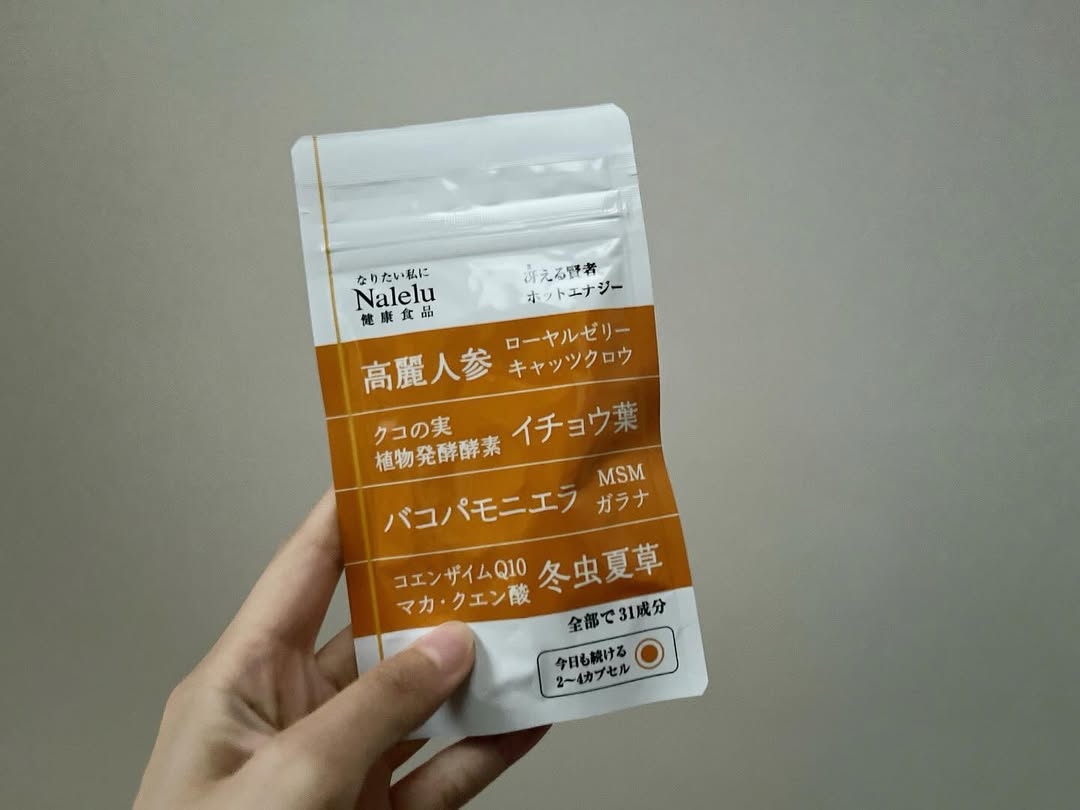 なりたい私に
Nalelu
健康食品
冴える賢者
ホットエナジー
高麗人参
ローヤルゼリー
キャッツクロウ
クコの実
植物発酵酵素
イチョウ葉
バコパモニエラ
MSM
ガラナ
コエンザイムQ10
マカ・クエン酸
冬虫夏草
全部で31成分
今日も続ける
2〜4カプセル